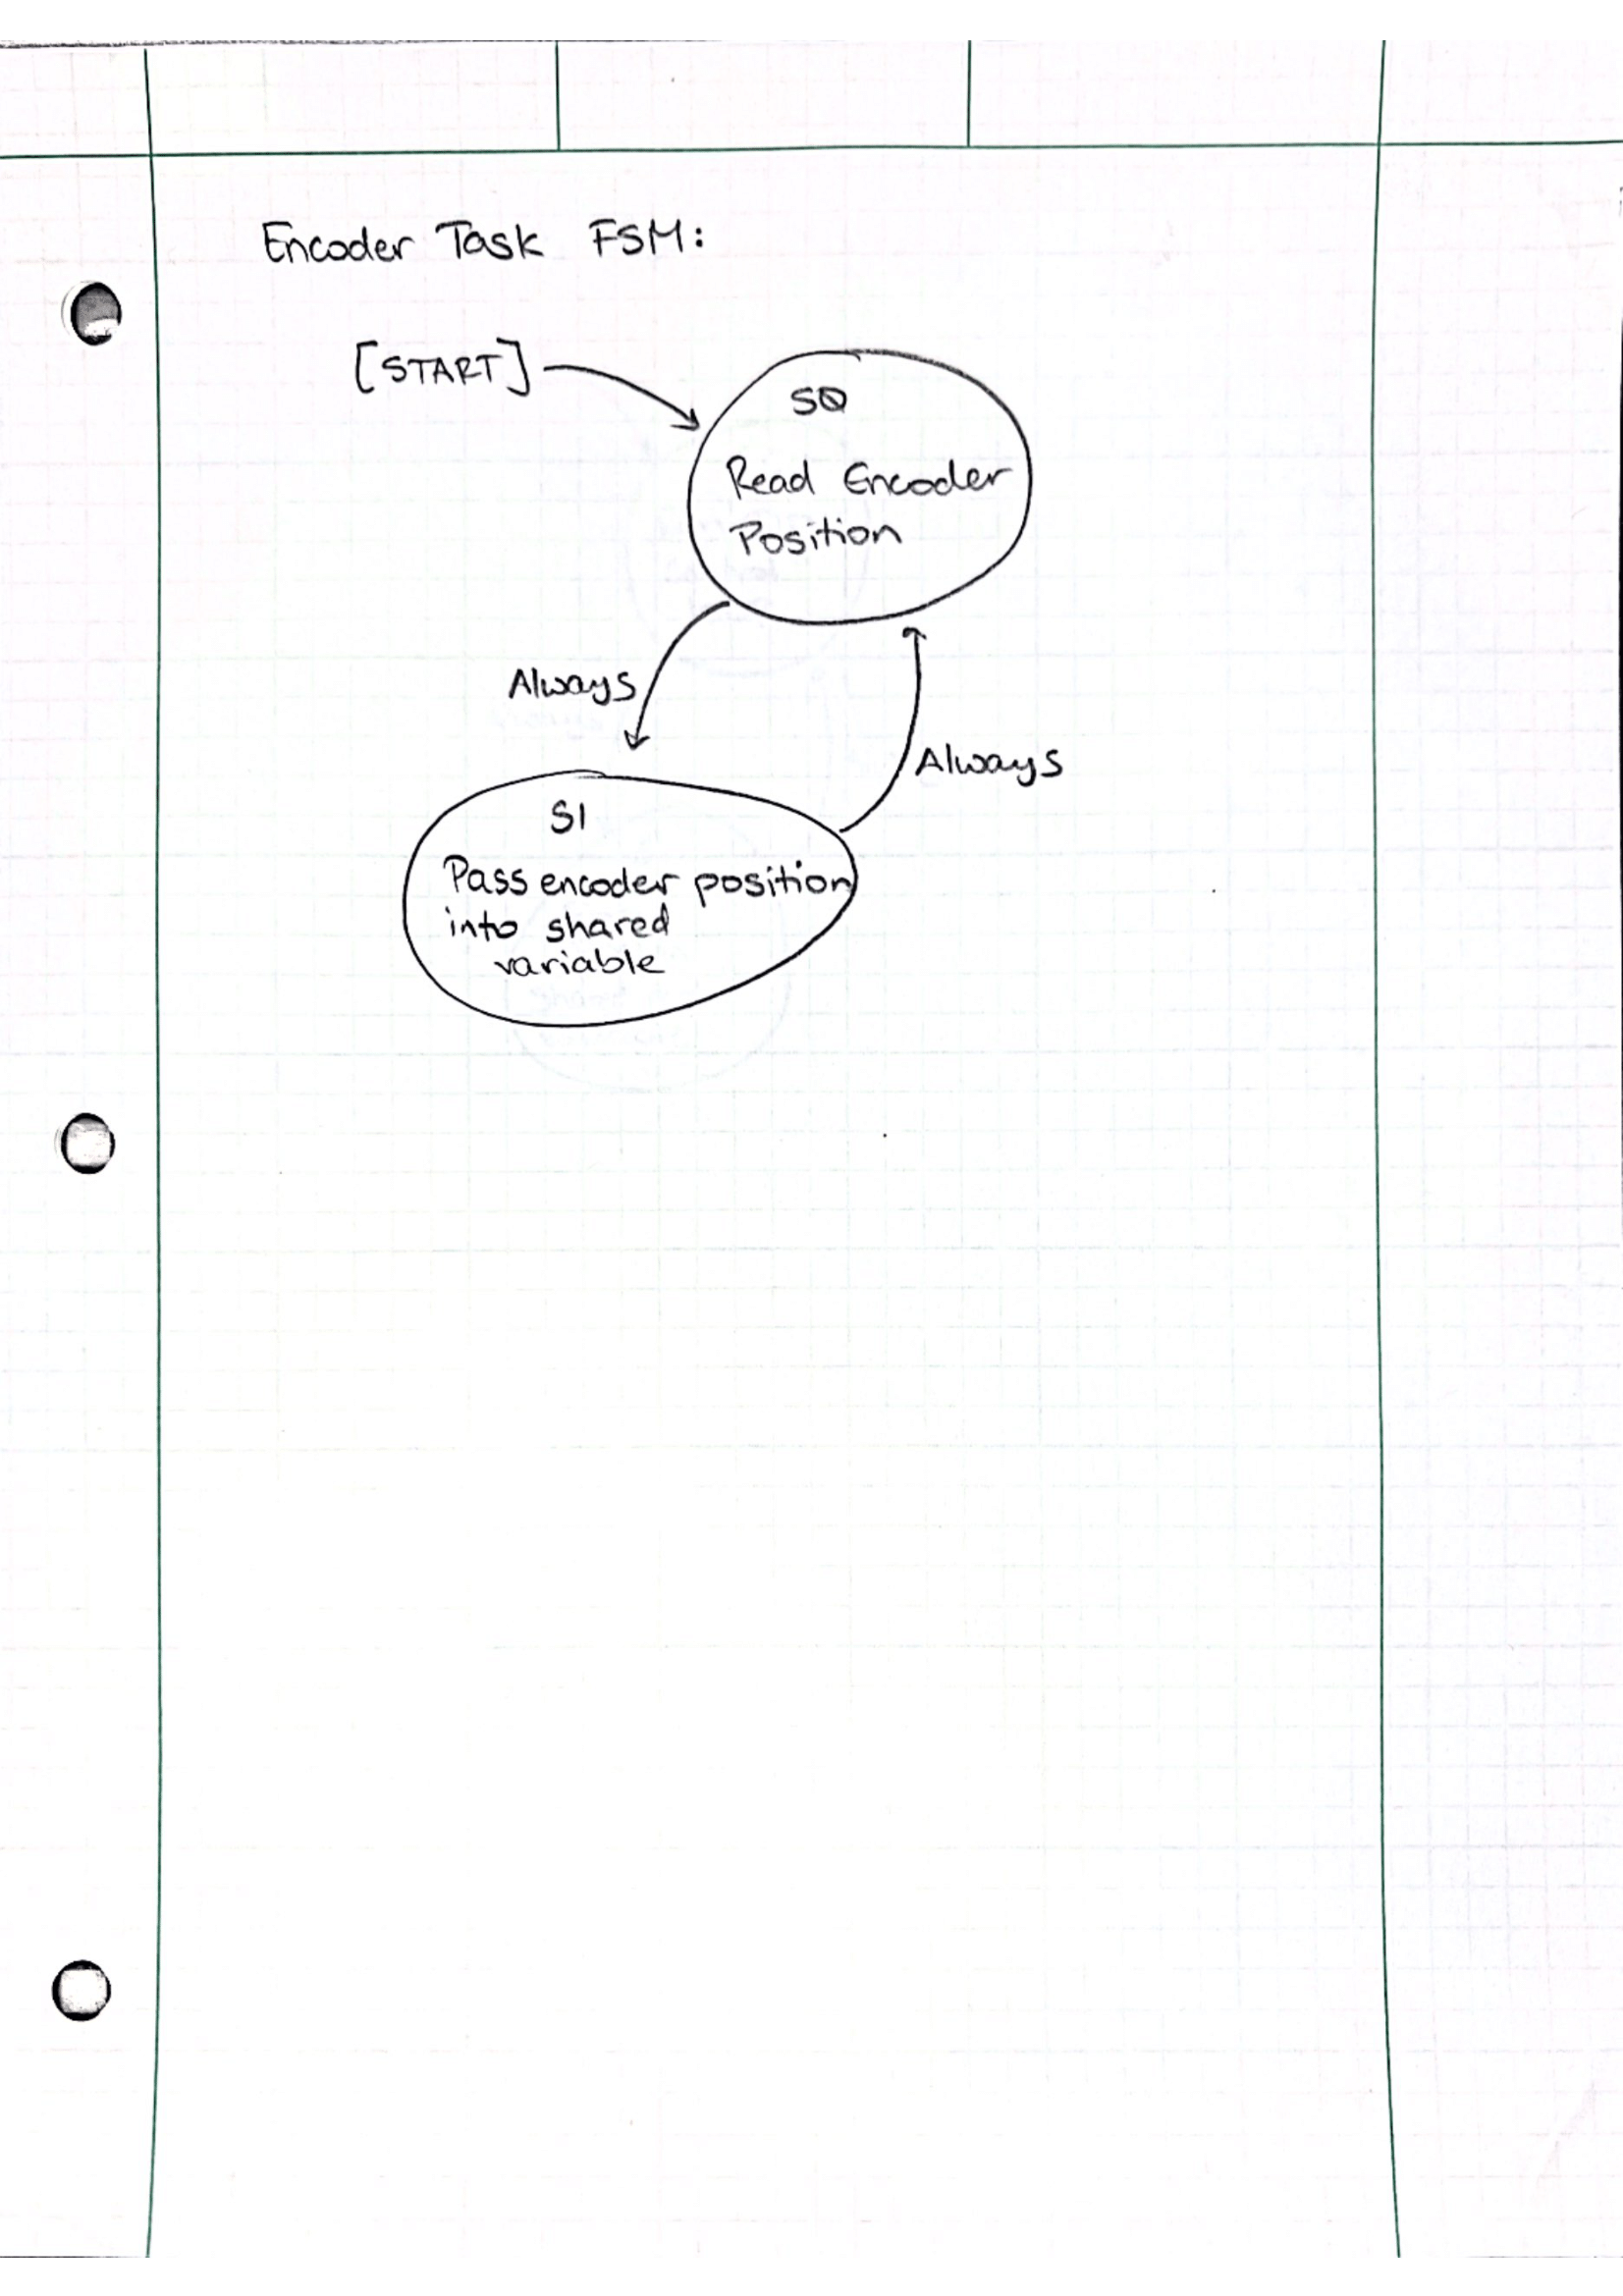 Encoder Task FSM:
[START]
S0
Read Encoder
Position
Always
Always
S1
Pass encoder position
into shared
variable